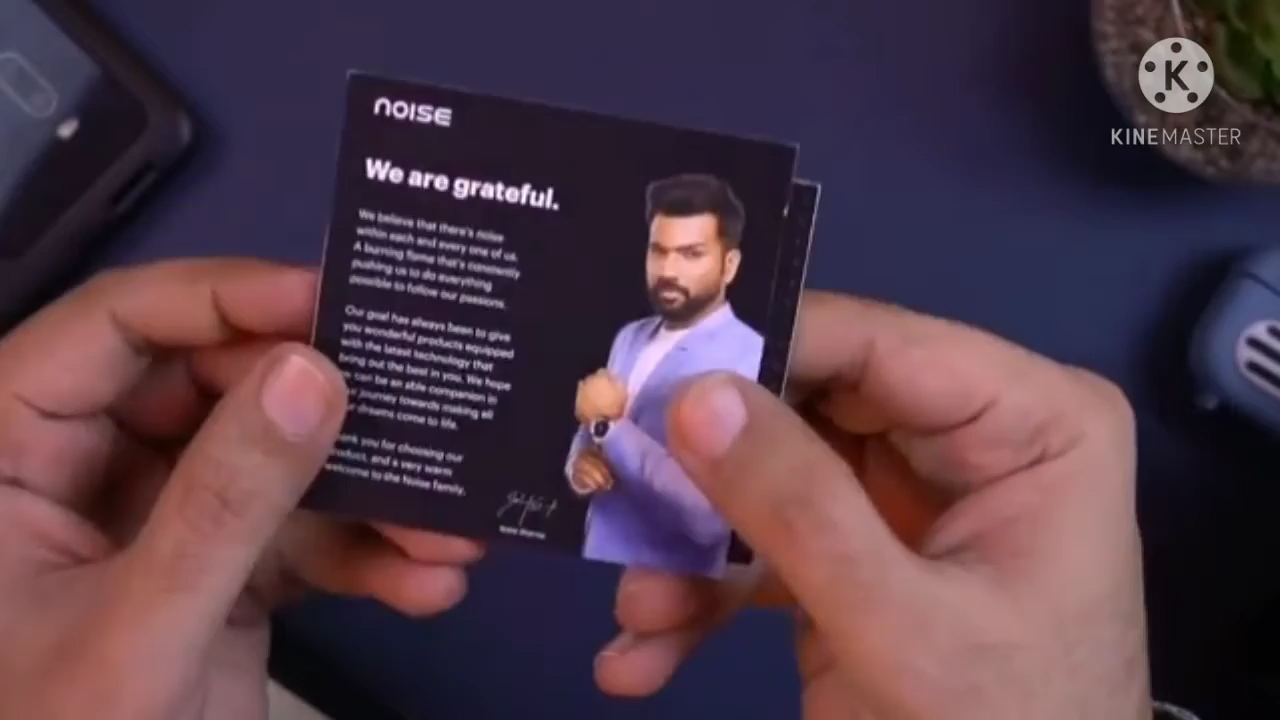 NOISE
We are grateful.
We believe that there's noise
within each and every one of us.
A burning flame that's constantly
pushing us to do everything
possible to follow our passions.
Our goal has always been to give
you wonderful products equipped
with the latest technology that
bring out the best in you. We hope
can be an able companion in
journey towards making all
dreams come to life.
you for choosing our
and a very warm
welcome to the Noise family.
K
KINEMASTER